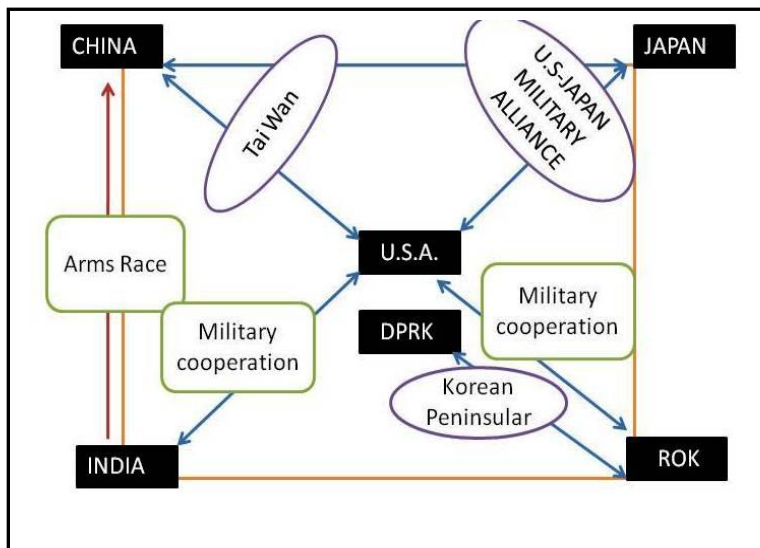 CHINA
JAPAN
Tai Wan
U.S-JAPAN
MILITARY
ALLIANCE
U.S.A.
Arms Race
Military
cooperation
DPRK
Military
cooperation
Korean
Peninsular
INDIA
ROK